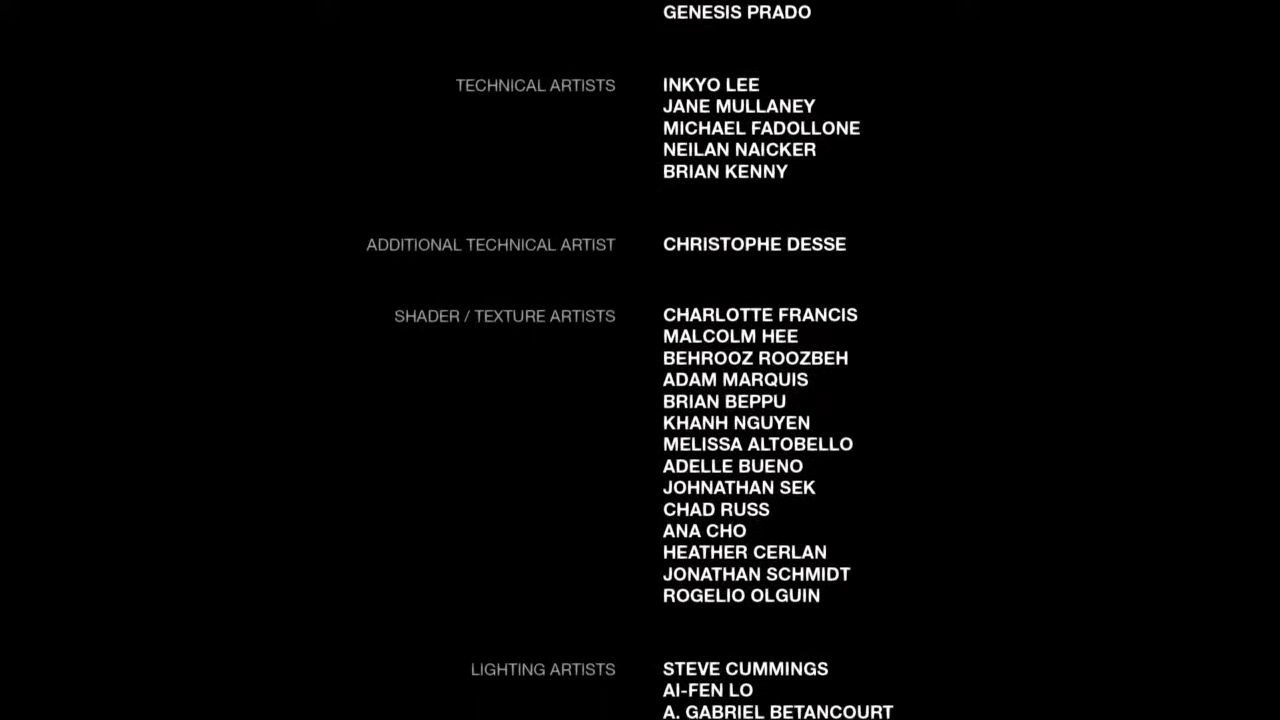 GENESIS PRADO
TECHNICAL ARTISTS INKYO LEE
JANE MULLANEY
MICHAEL FADOLLONE
NEILAN NAICKER
BRIAN KENNY
ADDITIONAL TECHNICAL ARTIST CHRISTOPHE DESSE
SHADER / TEXTURE ARTISTS CHARLOTTE FRANCIS
MALCOLM HEE
BEHROOZ ROOZBEH
ADAM MARQUIS
BRIAN BEPPU
KHANH NGUYEN
MELISSA ALTOBELLO
ADELLE BUENO
JOHNATHAN SEK
CHAD RUSS
ANA CHO
HEATHER CERLAN
JONATHAN SCHMIDT
ROGELIO OLGUIN
LIGHTING ARTISTS STEVE CUMMINGS
AI-FEN LO
A. GABRIEL BETANCOURT